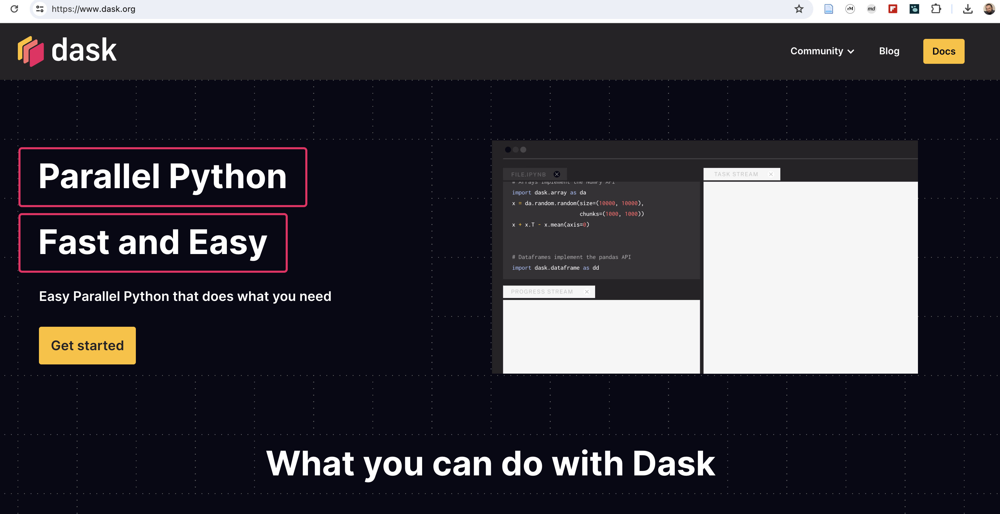 https://www.dask.org
rM
md
dask
Community
Blog
Docs
Parallel Python
Fast and Easy
Easy Parallel Python that does what you need
Get started
FILE.IPYNB
# Arrays implement the NumPy API
import dask.array as da
x = da.random.random(size=(10000, 10000),
chunks=(1000, 1000))
x + x.T - x.mean(axis=0)
# Dataframes implement the pandas API
import dask.dataframe as dd
PROGRESS STREAM
TASK STREAM
What you can do with Dask